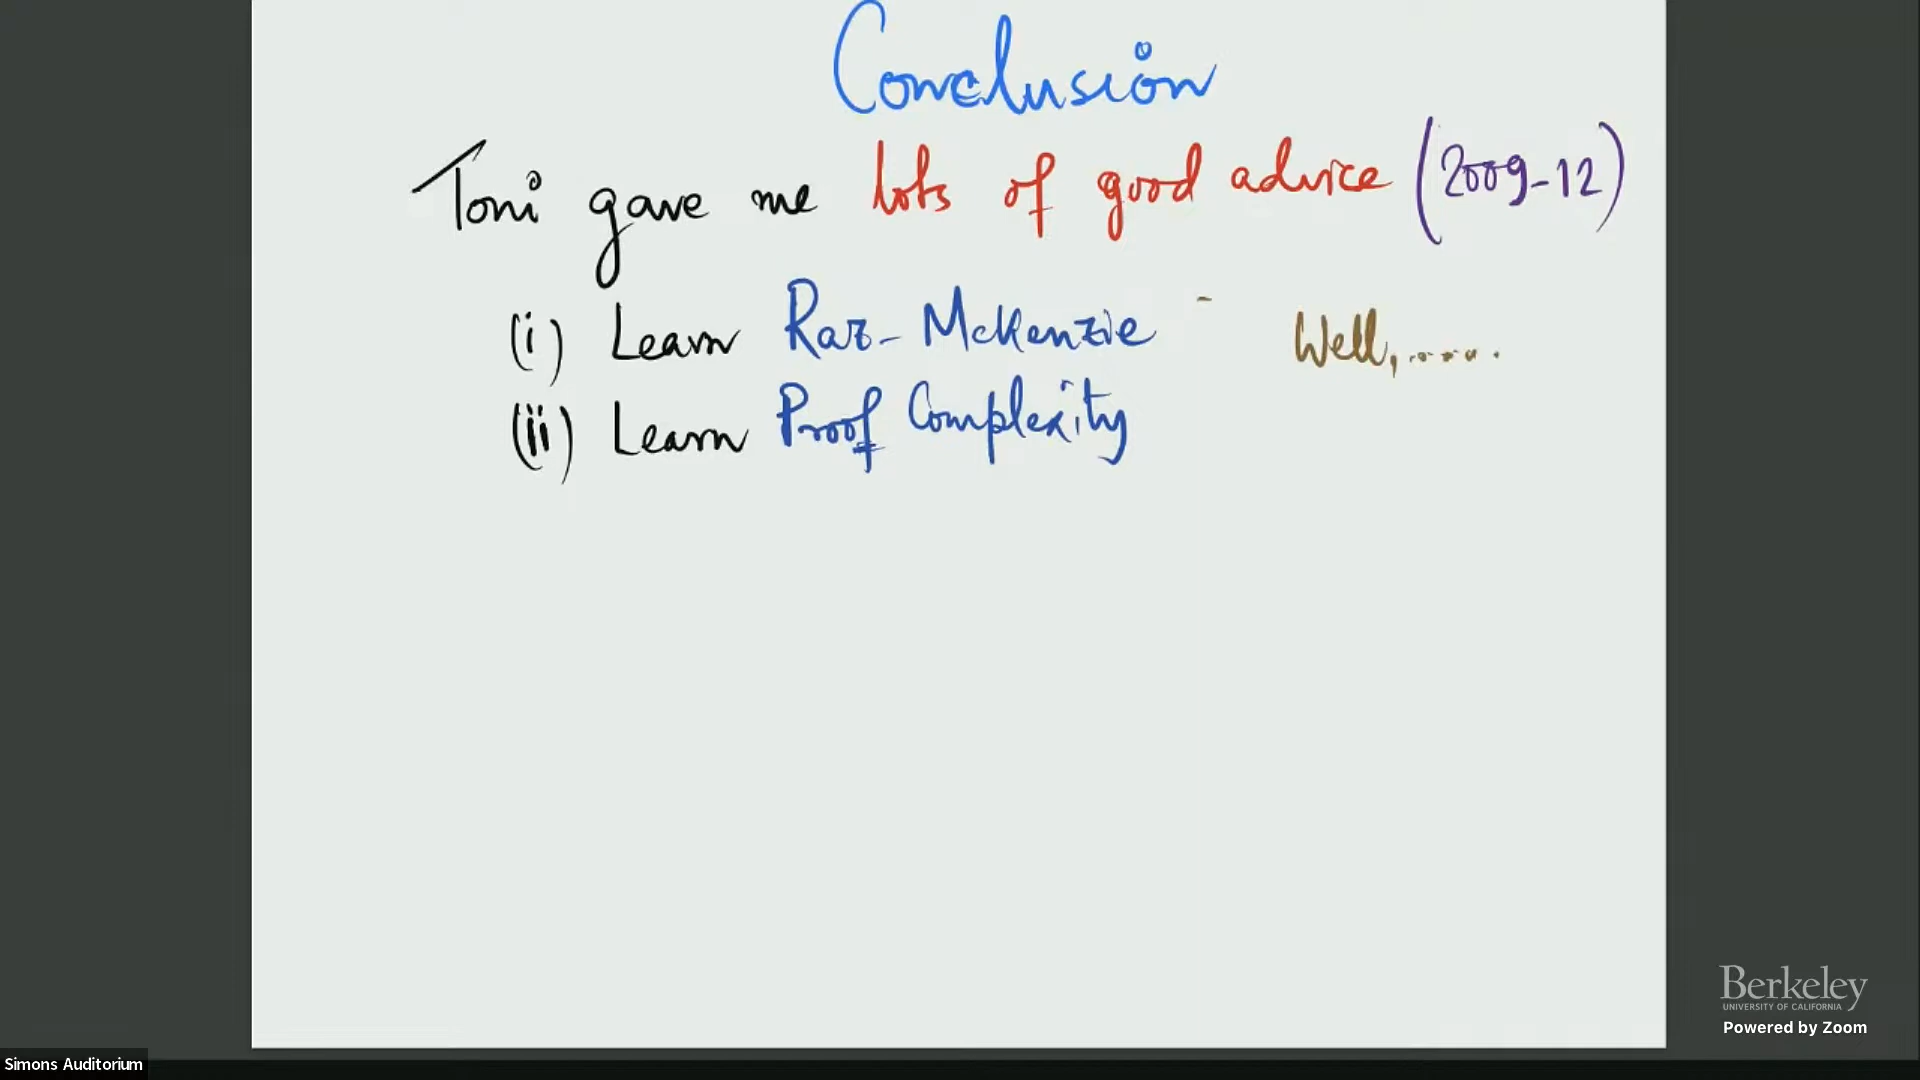 Conclusion
Toni gave me lots of good advice (2009-12)
(i) Learn Raz-McKenzie - Well,......
(ii) Learn Proof Complexity
Berkeley
UNIVERSITY OF CALIFORNIA
Powered by Zoom
Simons Auditorium